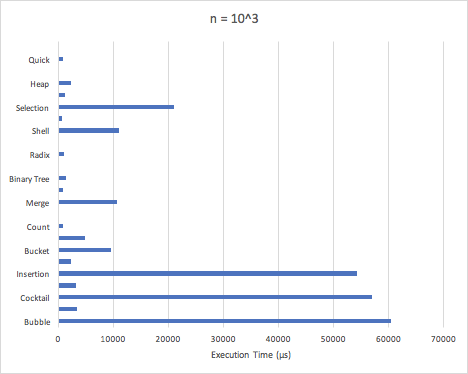 n = 10^3
Quick
Heap
Selection
Shell
Radix
Binary Tree
Merge
Count
Bucket
Insertion
Cocktail
Bubble
0 10000 20000 30000 40000 50000 60000 70000
Execution Time (µs)